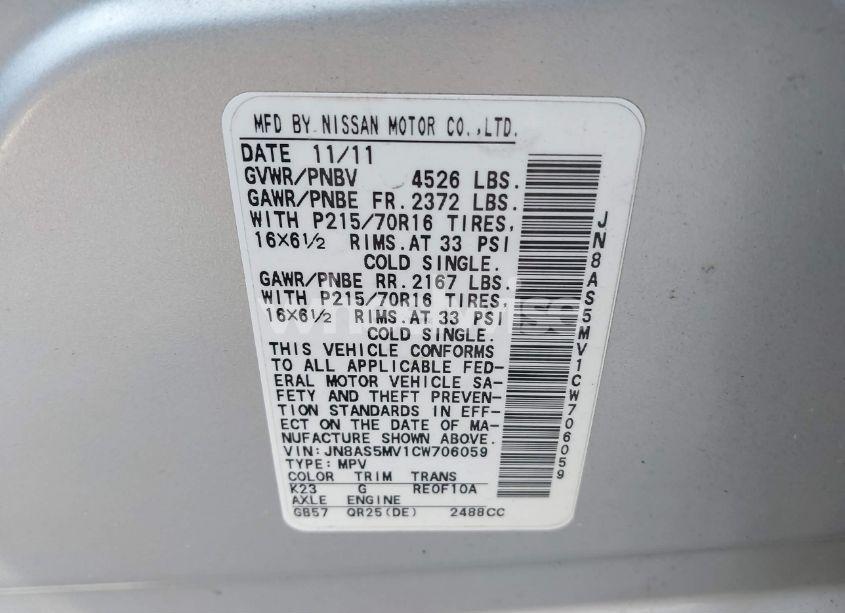 MFD BY NISSAN MOTOR CO.,LTD.
DATE 11/11
GVWR/PNBV 4526 LBS.
GAWR/PNBE FR.2372 LBS.
WITH P215/70R16 TIRES,
16X6½ RIMS.AT 33 PSI
COLD SINGLE.
GAWR/PNBE RR.2167 LBS.
WITH P215/70R16 TIRES,
16X6½ RIMS.AT 33 PSI
COLD SINGLE.
THIS VEHICLE CONFORMS
TO ALL APPLICABLE FED-
ERAL MOTOR VEHICLE SA-
FETY AND THEFT PREVEN-
TION STANDARDS IN EFF-
ECT ON THE DATE OF MA-
NUFACTURE SHOWN ABOVE.
VIN: JN8AS5MV1CW706059
TYPE: MPV
COLOR TRIM TRANS
K23 G RE0F10A
AXLE ENGINE
GB57 QR25(DE) 2488CC
JN8AS5MV1CW706059